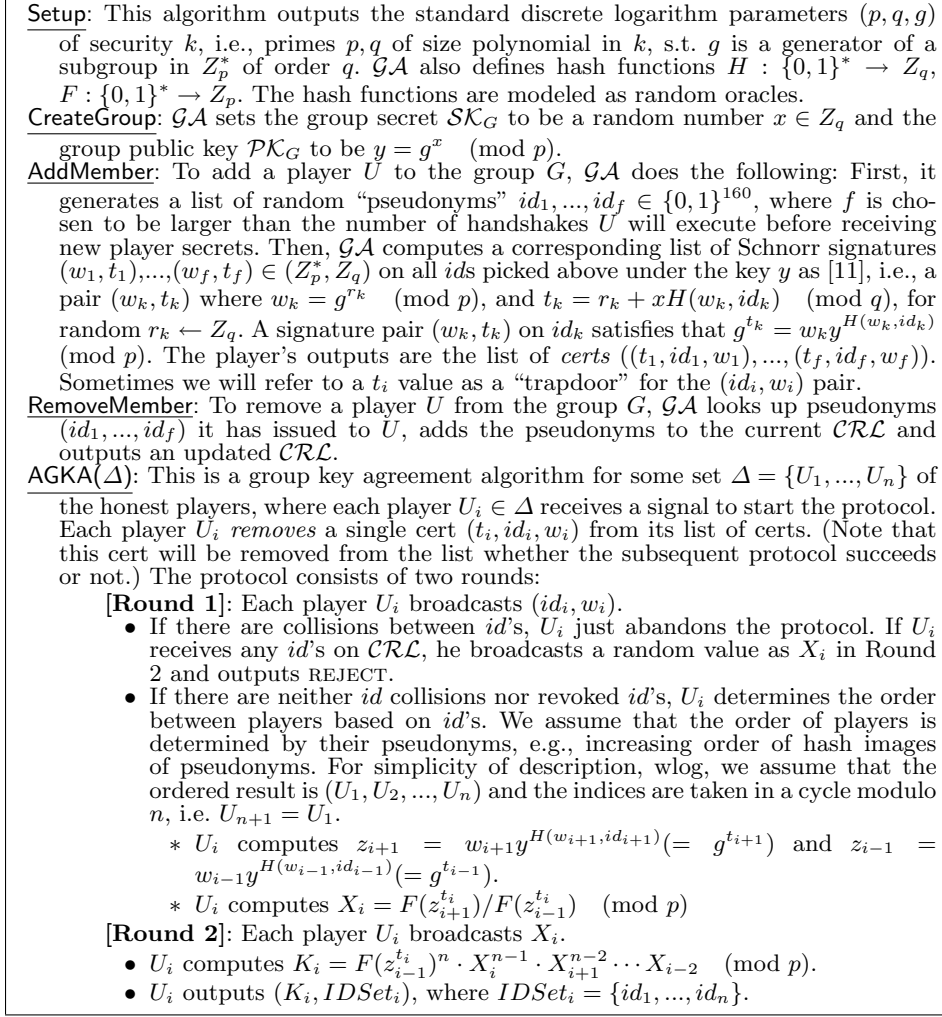 Setup: This algorithm outputs the standard discrete logarithm parameters (p, q, g)
of security k, i.e., primes p, q of size polynomial in k, s.t. g is a generator of a
subgroup in Z_p^* of order q. 𝒢𝒜 also defines hash functions H : {0, 1}^* → Z_q,
F : {0, 1}^* → Z_p. The hash functions are modeled as random oracles.
CreateGroup: 𝒢𝒜 sets the group secret 𝒮𝒦_G to be a random number x ∈ Z_q and the
group public key 𝒫𝒦_G to be y = g^x (mod p).
AddMember: To add a player U to the group G, 𝒢𝒜 does the following: First, it
generates a list of random “pseudonyms” id_1, ..., id_f ∈ {0, 1}^{160}, where f is cho-
sen to be larger than the number of handshakes U will execute before receiving
new player secrets. Then, 𝒢𝒜 computes a corresponding list of Schnorr signatures
(w_1, t_1),...,(w_f, t_f) ∈ (Z_p^*, Z_q) on all ids picked above under the key y as [11], i.e., a
pair (w_k, t_k) where w_k = g^{r_k} (mod p), and t_k = r_k + xH(w_k, id_k) (mod q), for
random r_k ← Z_q. A signature pair (w_k, t_k) on id_k satisfies that g^{t_k} = w_k y^{H(w_k,id_k)}
(mod p). The player’s outputs are the list of certs ((t_1, id_1, w_1), ..., (t_f, id_f, w_f)).
Sometimes we will refer to a t_i value as a “trapdoor” for the (id_i, w_i) pair.
RemoveMember: To remove a player U from the group G, 𝒢𝒜 looks up pseudonyms
(id_1, ..., id_f) it has issued to U, adds the pseudonyms to the current 𝒞ℛℒ and
outputs an updated 𝒞ℛℒ.
AGKA(Δ): This is a group key agreement algorithm for some set Δ = {U_1, ..., U_n} of
the honest players, where each player U_i ∈ Δ receives a signal to start the protocol.
Each player U_i removes a single cert (t_i, id_i, w_i) from its list of certs. (Note that
this cert will be removed from the list whether the subsequent protocol succeeds
or not.) The protocol consists of two rounds:
[Round 1]: Each player U_i broadcasts (id_i, w_i).
• If there are collisions between id’s, U_i just abandons the protocol. If U_i
receives any id’s on 𝒞ℛℒ, he broadcasts a random value as X_i in Round
2 and outputs REJECT.
• If there are neither id collisions nor revoked id’s, U_i determines the order
between players based on id’s. We assume that the order of players is
determined by their pseudonyms, e.g., increasing order of hash images
of pseudonyms. For simplicity of description, wlog, we assume that the
ordered result is (U_1, U_2, ..., U_n) and the indices are taken in a cycle modulo
n, i.e. U_{n+1} = U_1.
∗ U_i computes z_{i+1} = w_{i+1}y^{H(w_{i+1},id_{i+1})}(= g^{t_{i+1}}) and z_{i−1} =
w_{i−1}y^{H(w_{i−1},id_{i−1})}(= g^{t_{i−1}}).
∗ U_i computes X_i = F(z_{i+1}^{t_i})/F(z_{i−1}^{t_i}) (mod p)
[Round 2]: Each player U_i broadcasts X_i.
• U_i computes K_i = F(z_{i−1}^{t_i})^n · X_i^{n−1} · X_{i+1}^{n−2} ··· X_{i−2} (mod p).
• U_i outputs (K_i, IDSet_i), where IDSet_i = {id_1, ..., id_n}.